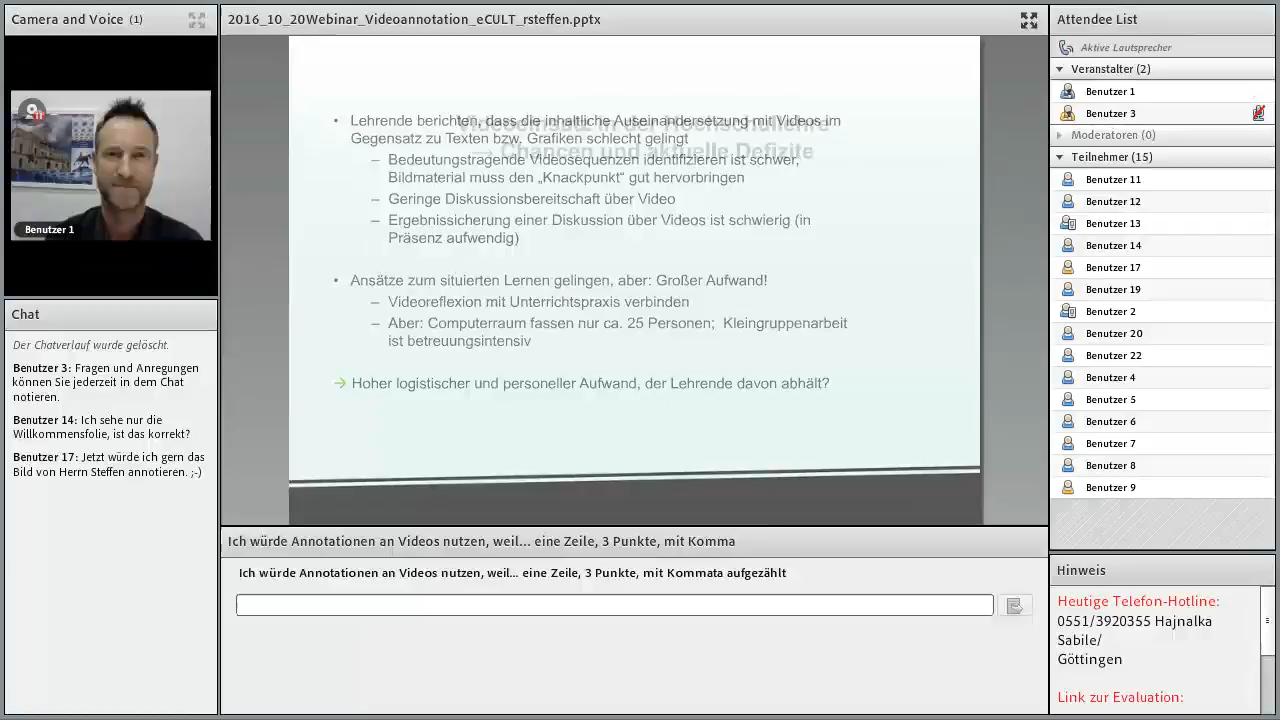 Camera and Voice (1)
Benutzer 1
Chat
Der Chatverlauf wurde gelöscht.
Benutzer 3: Fragen und Anregungen
können Sie jederzeit in dem Chat
notieren.
Benutzer 14: Ich sehe nur die
Willkommensfolie, ist das korrekt?
Benutzer 17: Jetzt würde ich gern das
Bild von Herrn Steffen annotieren. ;-)
2016_10_20Webinar_Videoannotation_eCULT_rsteffen.pptx
Videoeinsatz in der Hochschullehre
→ Chancen und aktuelle Defizite
• Lernende berichten, dass die inhaltliche Auseinandersetzung mit Videos im
Gegensatz zu Texten bzw. Grafiken schlecht gelingt
– Bedeutungstragende Videosequenzen identifizieren ist schwer,
Bildmaterial muss den „Knackpunkt“ gut hervorbringen
– Geringe Diskussionsbereitschaft über Video
– Ergebnissicherung einer Diskussion über Videos ist schwierig (in
Präsenz aufwendig)
• Ansätze zum situierten Lernen gelingen, aber: Großer Aufwand!
– Videoreflexion mit Unterrichtspraxis verbinden
– Aber: Computerraum fassen nur ca. 25 Personen; Kleingruppenarbeit
ist betreuungsintensiv
→ Hoher logistischer und personeller Aufwand, der Lehrende davon abhält?
Ich würde Annotationen an Videos nutzen, weil... eine Zeile, 3 Punkte, mit Komma
Ich würde Annotationen an Videos nutzen, weil... eine Zeile, 3 Punkte, mit Kommata aufgezählt
Attendee List
Aktive Lautsprecher
Veranstalter (2)
Benutzer 1
Benutzer 3
Moderatoren (0)
Teilnehmer (15)
Benutzer 11
Benutzer 12
Benutzer 13
Benutzer 14
Benutzer 17
Benutzer 19
Benutzer 2
Benutzer 20
Benutzer 22
Benutzer 4
Benutzer 5
Benutzer 6
Benutzer 7
Benutzer 8
Benutzer 9
Hinweis
Heutige Telefon-Hotline:
0551/3920355 Hajnalka
Sabile/
Göttingen
Link zur Evaluation: